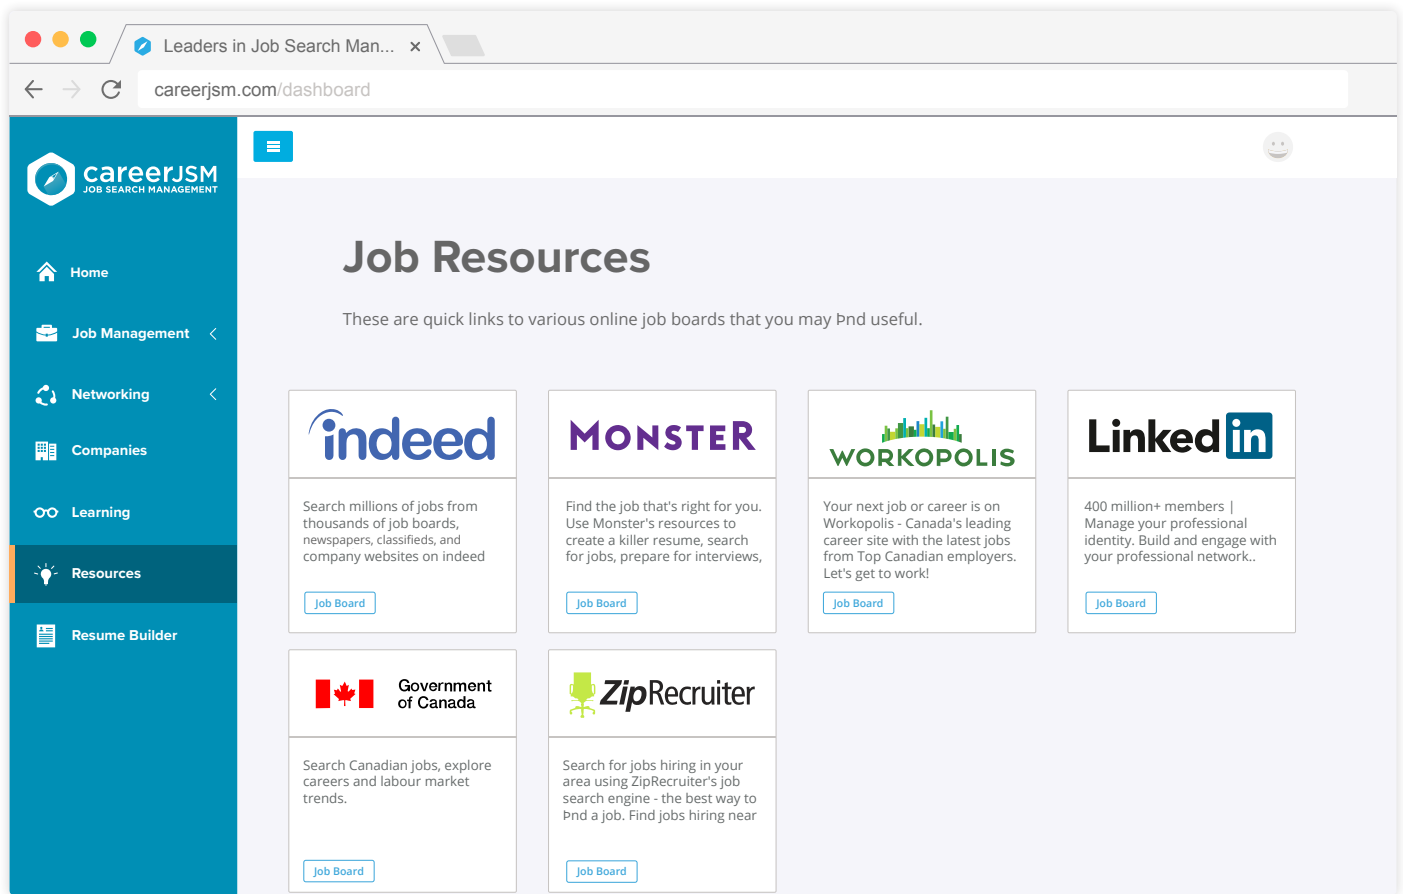 Leaders in Job Search Man... ×
careerjsm.com/dashboard
careerJSM
JOB SEARCH MANAGEMENT
Home
Job Management
Networking
Companies
Learning
Resources
Resume Builder
Job Resources
These are quick links to various online job boards that you may Þnd useful.
indeed
Search millions of jobs from
thousands of job boards,
newspapers, classifieds, and
company websites on indeed
Job Board
MONSTER
Find the job that's right for you.
Use Monster's resources to
create a killer resume, search
for jobs, prepare for interviews,
Job Board
WORKOPOLIS
Your next job or career is on
Workopolis - Canada's leading
career site with the latest jobs
from Top Canadian employers.
Let's get to work!
Job Board
Linked in
400 million+ members |
Manage your professional
identity. Build and engage with
your professional network..
Job Board
Government
of Canada
Search Canadian jobs, explore
careers and labour market
trends.
Job Board
ZipRecruiter
Search for jobs hiring in your
area using ZipRecruiter's job
search engine - the best way to
Þnd a job. Find jobs hiring near
Job Board